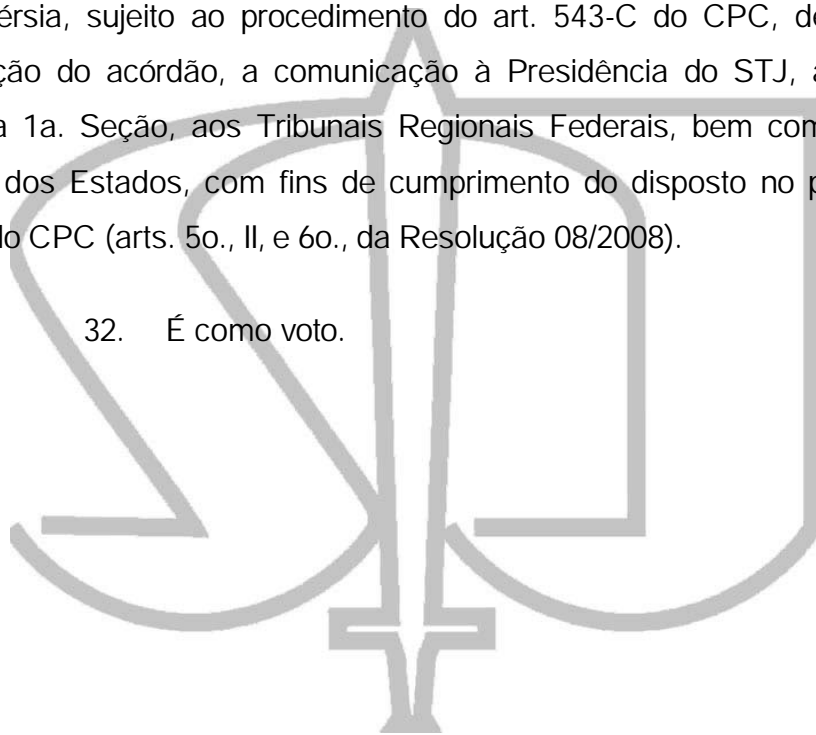 érsia, sujeito ao procedimento do art. 543-C do CPC, de
ção do acórdão, a comunicação à Presidência do STJ, a
a 1a. Seção, aos Tribunais Regionais Federais, bem com
dos Estados, com fins de cumprimento do disposto no p
do CPC (arts. 5o., II, e 6o., da Resolução 08/2008).
32. É como voto.